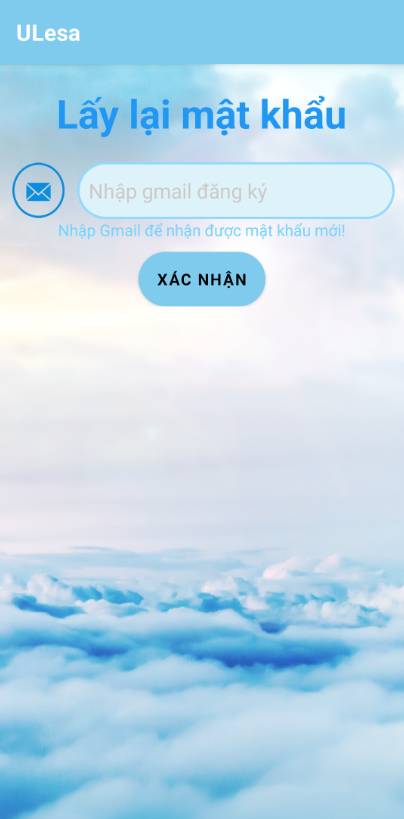 ULesa
Lấy lại mật khẩu
Nhập gmail đăng ký
Nhập Gmail để nhận được mật khẩu mới!
XÁC NHẬN